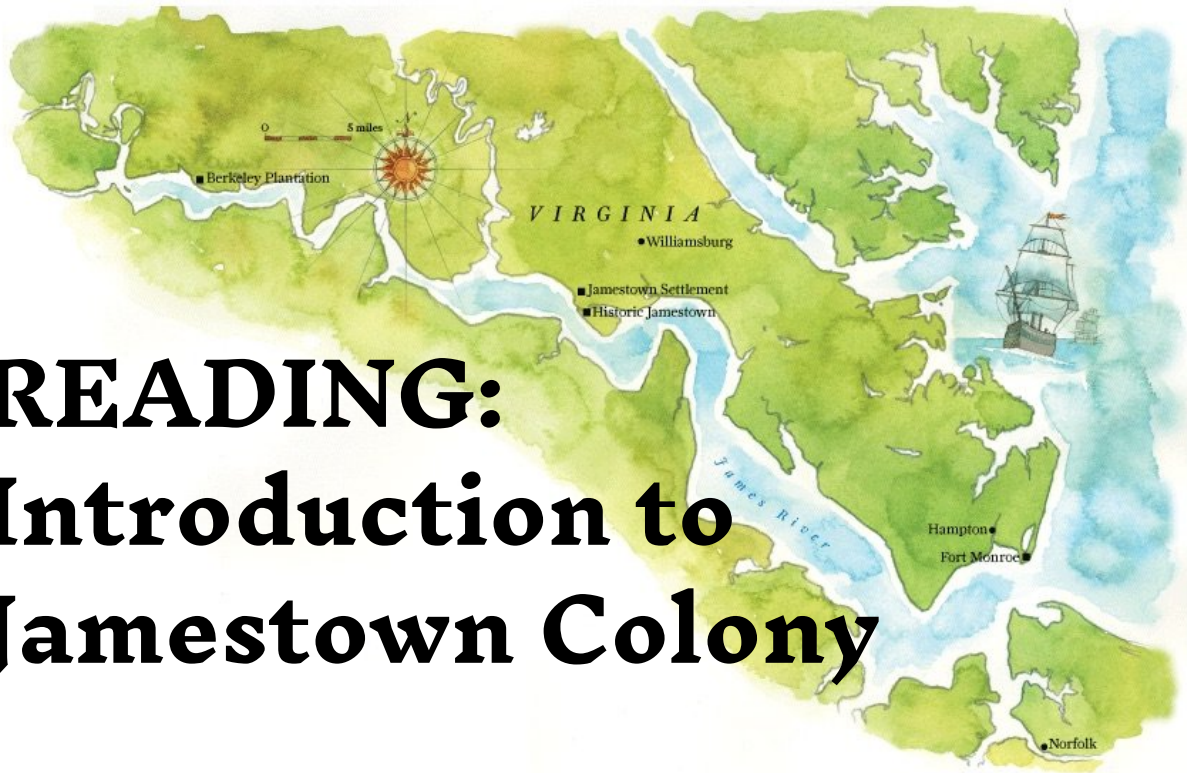 0 5 miles
Berkeley Plantation
VIRGINIA
Williamsburg
Jamestown Settlement
Historic Jamestown
READING:
Introduction to
Jamestown Colony
James River
Hampton
Fort Monroe
Norfolk